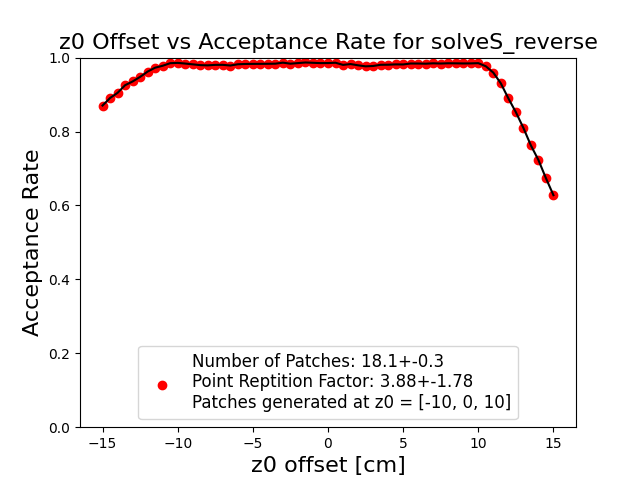 z0 Offset vs Acceptance Rate for solveS_reverse
1.0
0.8
0.6
0.4
0.2
0.0
Acceptance Rate
Number of Patches: 18.1+-0.3
Point Reptition Factor: 3.88+-1.78
Patches generated at z0 = [-10, 0, 10]
−15
−10
−5
0
5
10
15
z0 offset [cm]